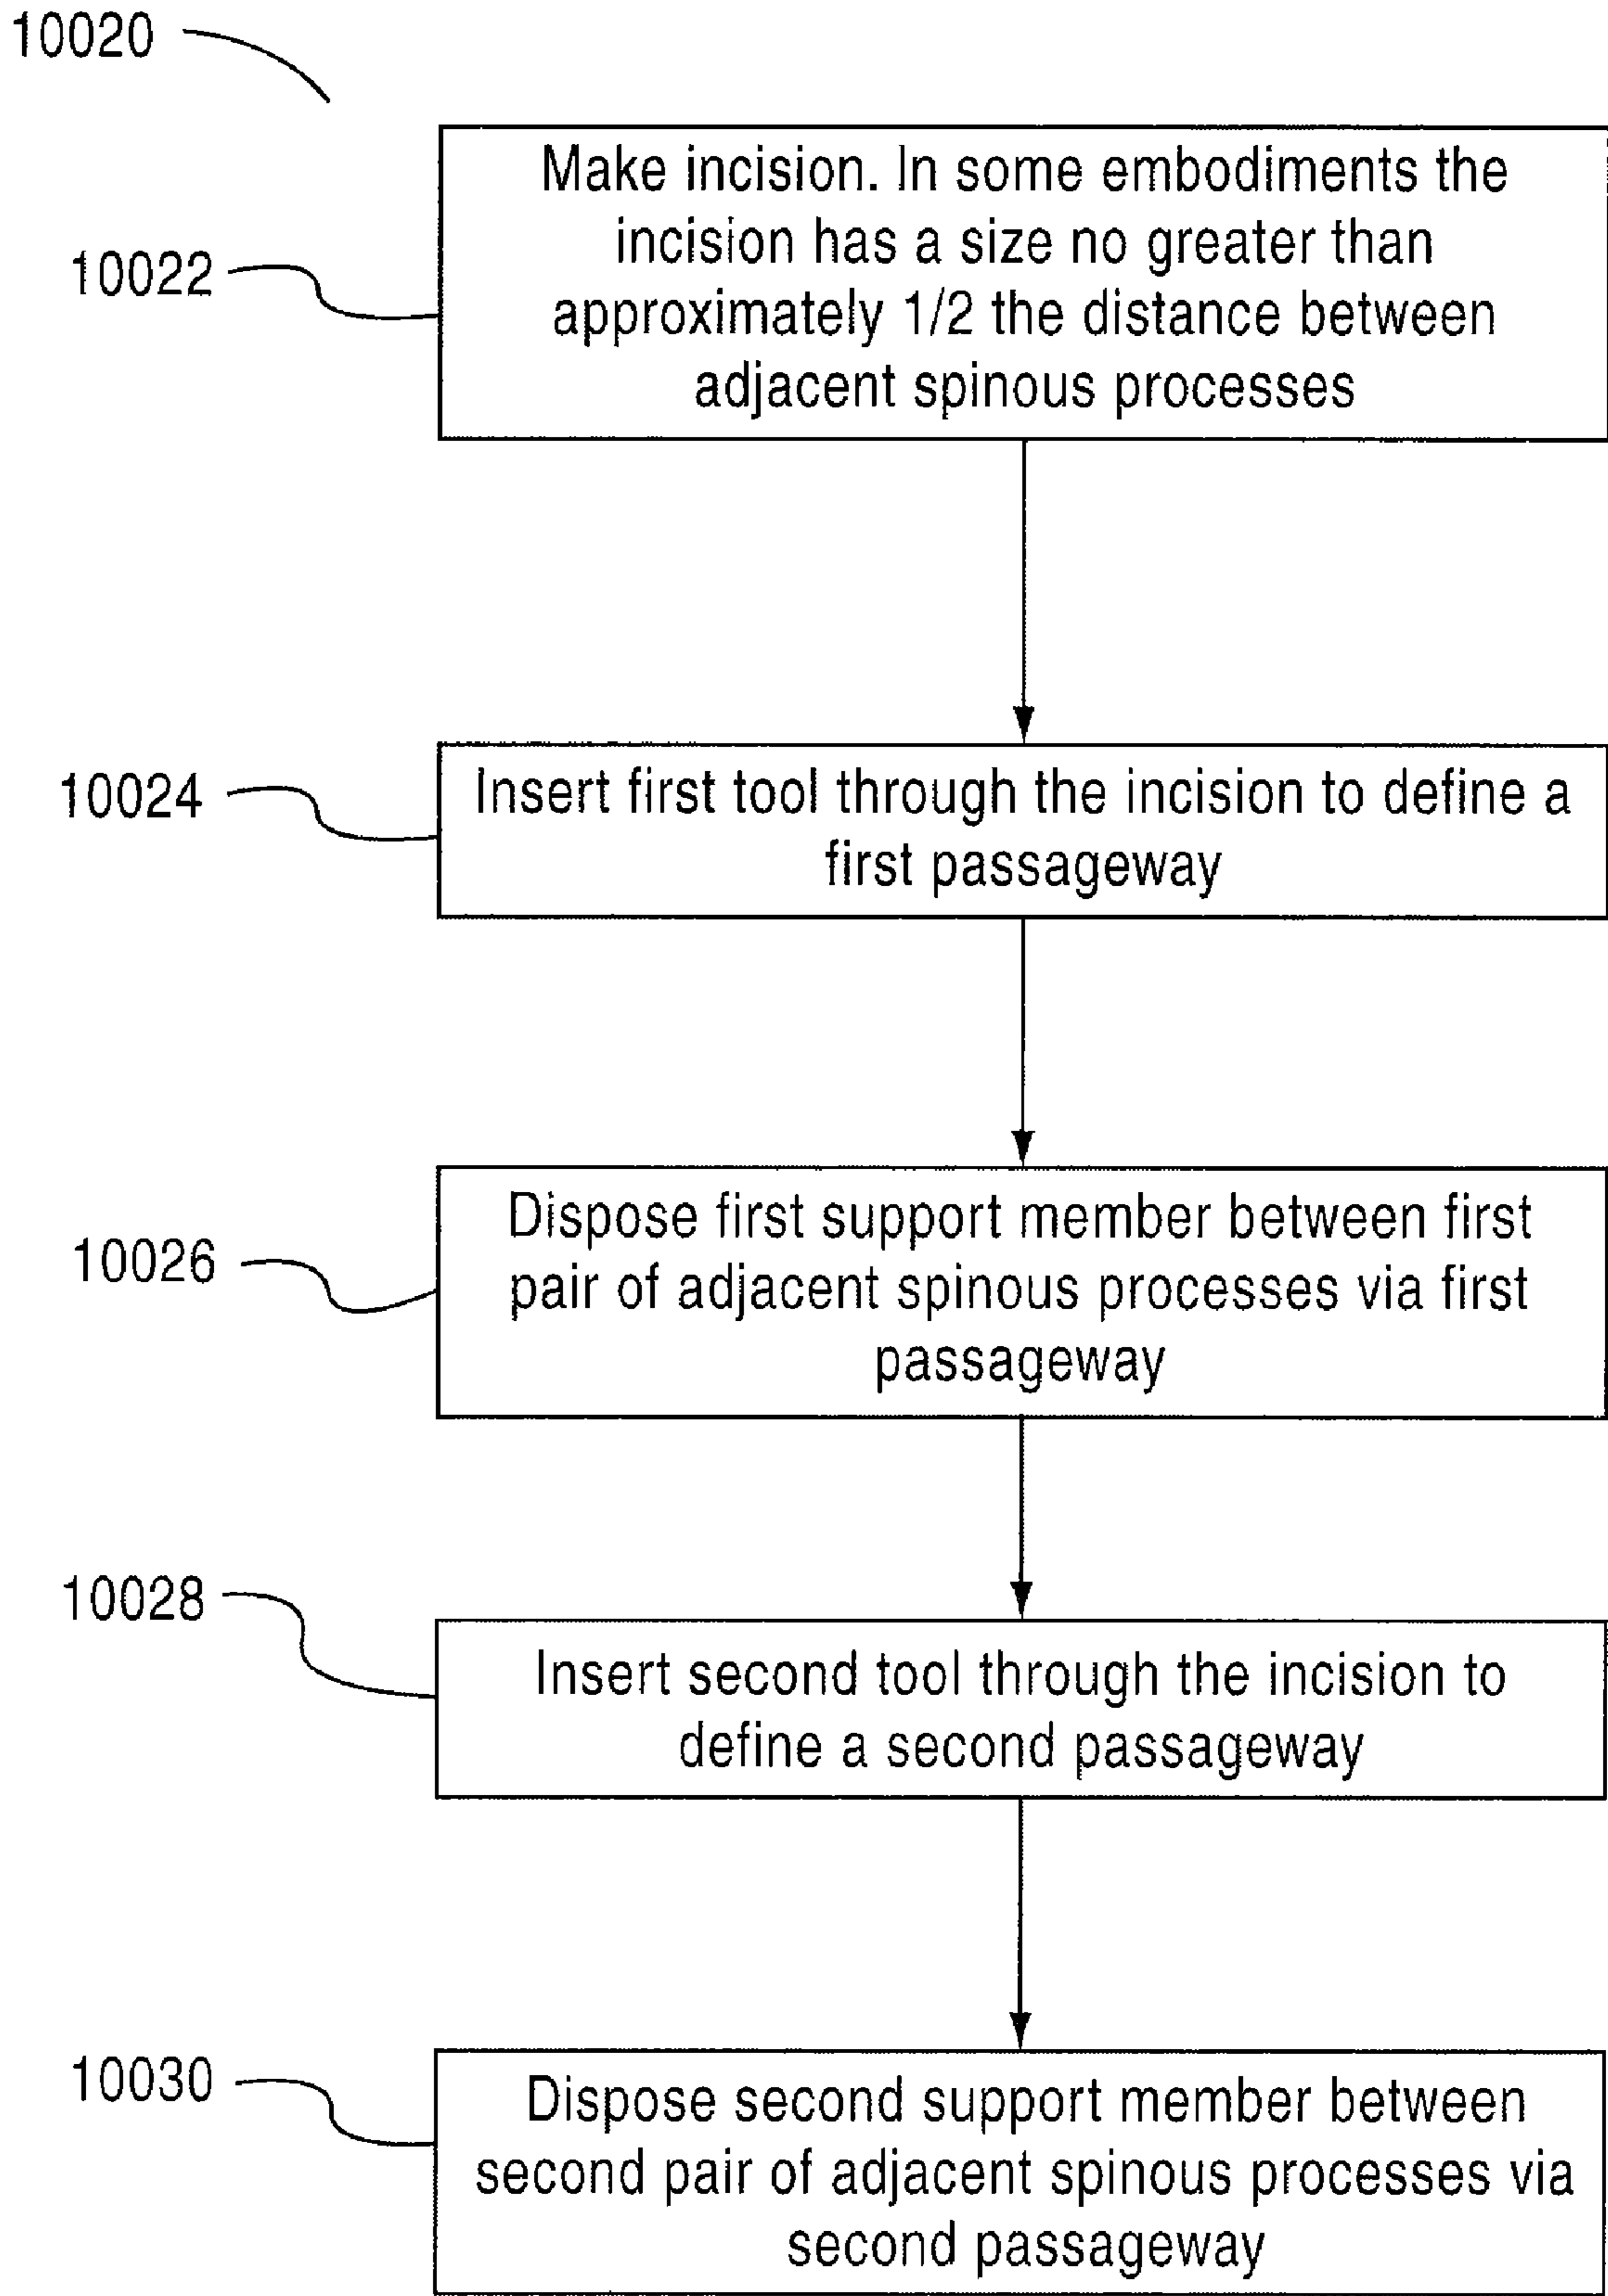 10020
10022
Make incision. In some embodiments the
incision has a size no greater than
approximately 1/2 the distance between
adjacent spinous processes
10024
Insert first tool through the incision to define a
first passageway
10026
Dispose first support member between first
pair of adjacent spinous processes via first
passageway
10028
Insert second tool through the incision to
define a second passageway
10030
Dispose second support member between
second pair of adjacent spinous processes via
second passageway